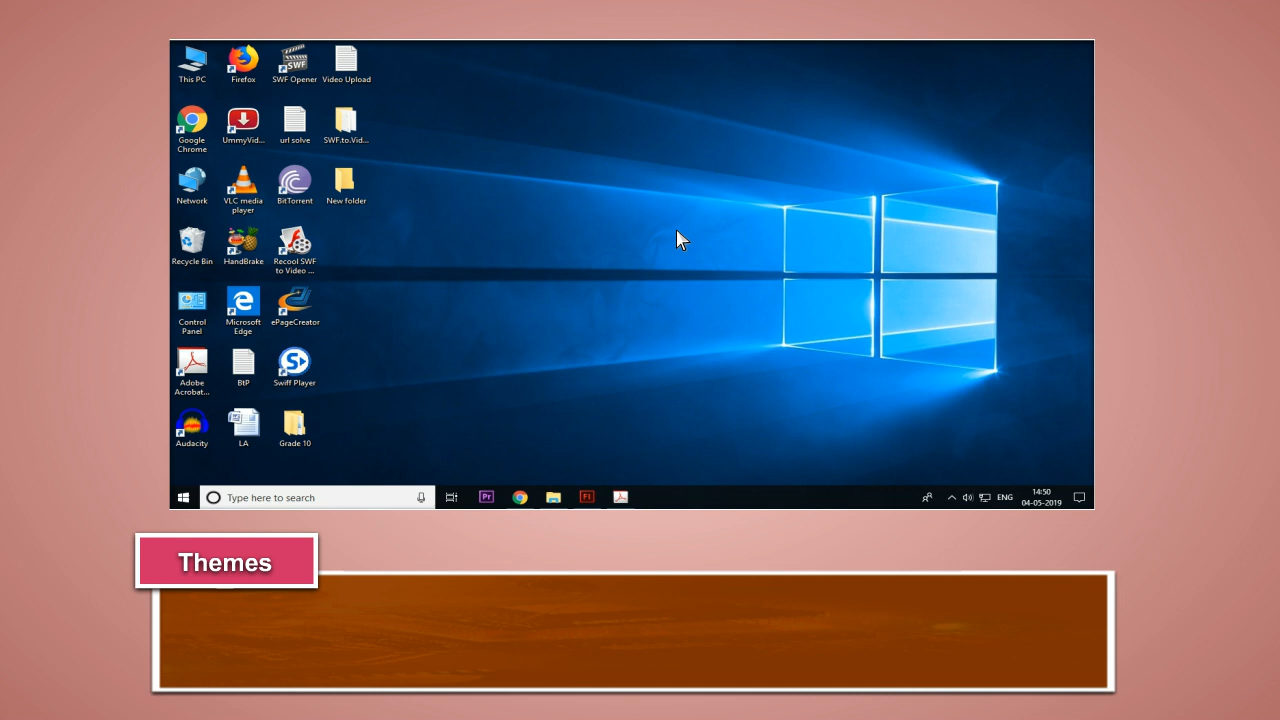 This PC
Firefox
SWF Opener
Video Upload
Google
Chrome
UmmyVid...
url solve
SWF.to.Vid...
Network
VLC media
player
BitTorrent
New folder
Recycle Bin
HandBrake
Recool SWF
to Video ...
Control
Panel
Microsoft
Edge
ePageCreator
Adobe
Acrobat...
BtP
Swiff Player
Audacity
LA
Grade 10
Type here to search
Pr
Fl
ENG
14:50
04-05-2019
Themes